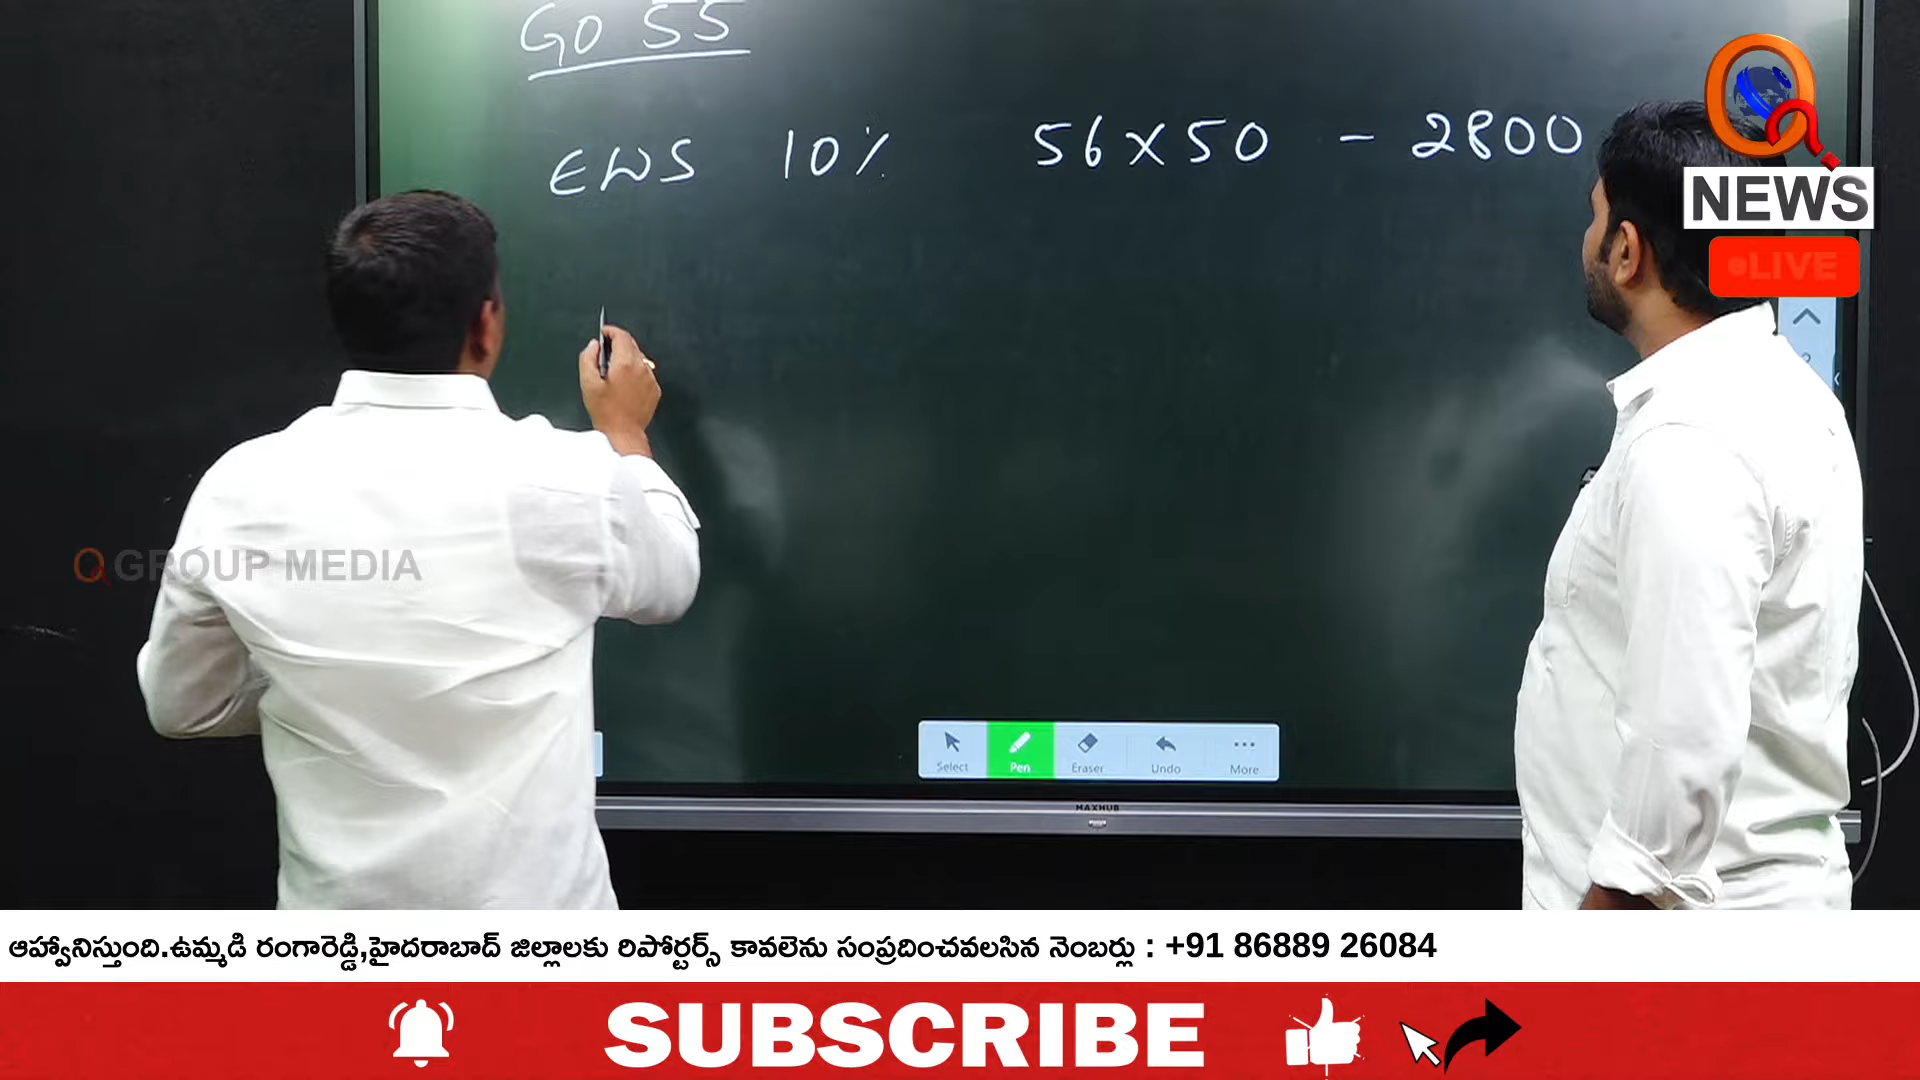 GO 55
EWS 10% 56x50 - 2800
Q
NEWS
LIVE
Q GROUP MEDIA
Select Pen Eraser Undo More
MAXHUB
ఆహ్వానిస్తుంది.ఉమ్మడి రంగారెడ్డి,హైదరాబాద్ జిల్లాలకు రిపోర్టర్స్ కావలెను సంప్రదించవలసిన నెంబర్లు : +91 86889 26084
SUBSCRIBE